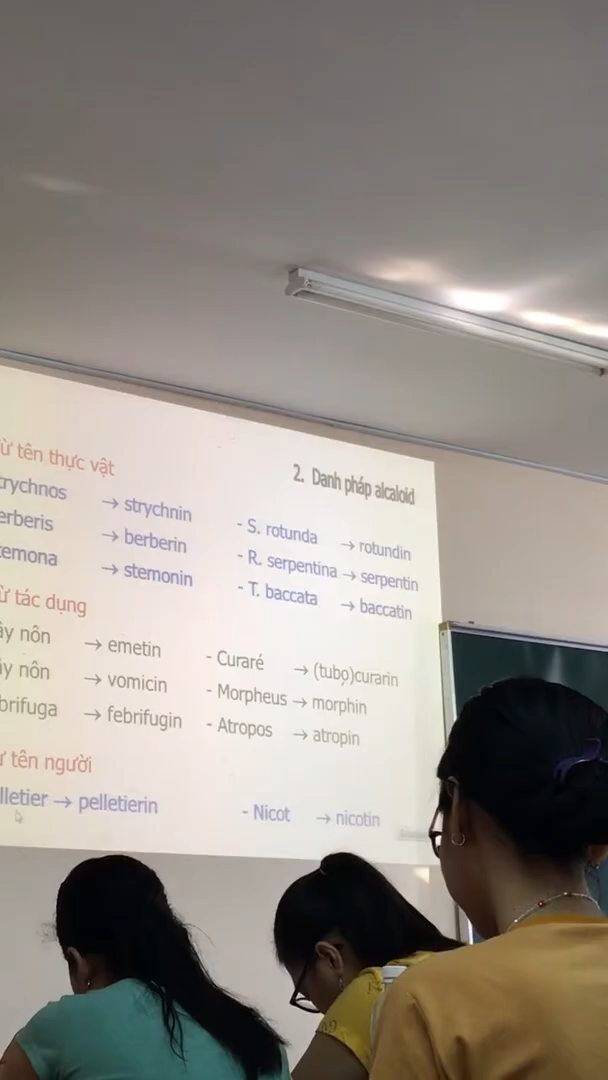 2. Danh pháp alcaloid
ừ tên thực vật
trychnos → strychnin - S. rotunda → rotundin
erberis → berberin - R. serpentina → serpentin
temona → stemonin - T. baccata → baccatin
ừ tác dụng
ây nôn → emetin - Curaré → (tubo)curarin
ây nôn → vomicin - Morpheus → morphin
brifuga → febrifugin - Atropos → atropin
ừ tên người
lletier → pelletierin - Nicot → nicotin